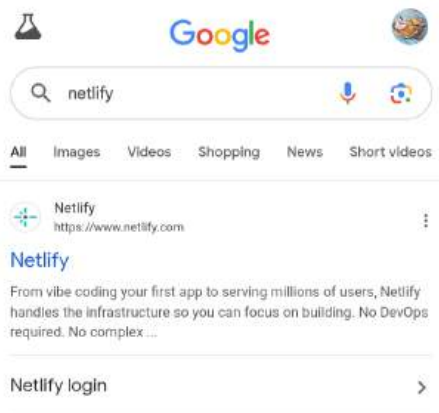 Google
netlify
All Images Videos Shopping News Short videos
Netlify
https://www.netlify.com
Netlify
From vibe coding your first app to serving millions of users, Netlify
handles the infrastructure so you can focus on building. No DevOps
required. No complex ...
Netlify login